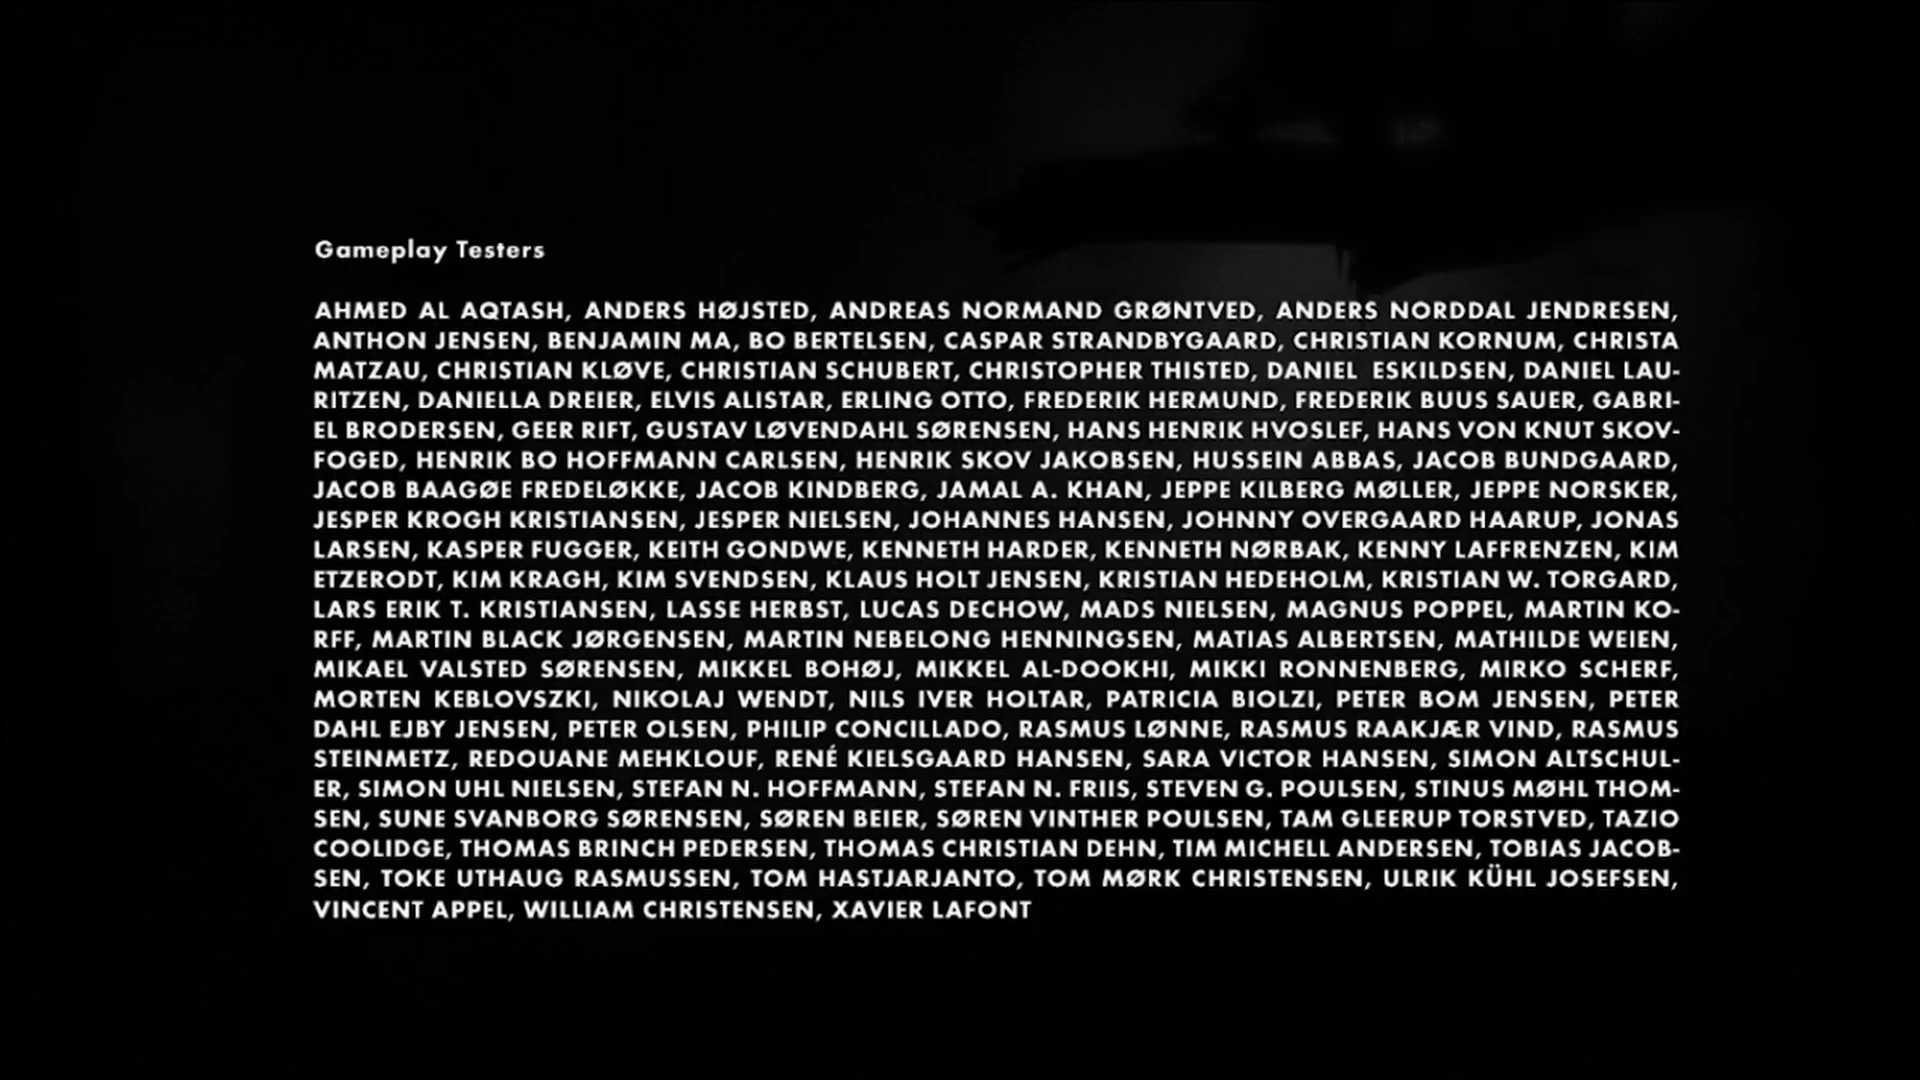 Gameplay Testers
AHMED AL AQTASH, ANDERS HØJSTED, ANDREAS NORMAND GRØNTVED, ANDERS NORDDAL JENDRESEN,
ANTHON JENSEN, BENJAMIN MA, BO BERTELSEN, CASPAR STRANDBYGAARD, CHRISTIAN KORNUM, CHRISTA
MATZAU, CHRISTIAN KLØVE, CHRISTIAN SCHUBERT, CHRISTOPHER THISTED, DANIEL ESKILDSEN, DANIEL LAU-
RITZEN, DANIELLA DREIER, ELVIS ALISTAR, ERLING OTTO, FREDERIK HERMUND, FREDERIK BUUS SAUER, GABRI-
EL BRODERSEN, GEER RIFT, GUSTAV LØVENDAHL SØRENSEN, HANS HENRIK HVOSLEF, HANS VON KNUT SKOV-
FOGED, HENRIK BO HOFFMANN CARLSEN, HENRIK SKOV JAKOBSEN, HUSSEIN ABBAS, JACOB BUNDGAARD,
JACOB BAAGØE FREDELØKKE, JACOB KINDBERG, JAMAL A. KHAN, JEPPE KILBERG MØLLER, JEPPE NORSKER,
JESPER KROGH KRISTIANSEN, JESPER NIELSEN, JOHANNES HANSEN, JOHNNY OVERGAARD HAARUP, JONAS
LARSEN, KASPER FUGGER, KEITH GONDWE, KENNETH HARDER, KENNETH NØRBAK, KENNY LAFFRENZEN, KIM
ETZERODT, KIM KRAGH, KIM SVENDSEN, KLAUS HOLT JENSEN, KRISTIAN HEDEHOLM, KRISTIAN W. TORGARD,
LARS ERIK T. KRISTIANSEN, LASSE HERBST, LUCAS DECHOW, MADS NIELSEN, MAGNUS POPPEL, MARTIN KO-
RFF, MARTIN BLACK JØRGENSEN, MARTIN NEBELONG HENNINGSEN, MATIAS ALBERTSEN, MATHILDE WEIEN,
MIKAEL VALSTED SØRENSEN, MIKKEL BOHØJ, MIKKEL AL-DOOKHI, MIKKI RONNENBERG, MIRKO SCHERF,
MORTEN KEBLOVSZKI, NIKOLAJ WENDT, NILS IVER HOLTAR, PATRICIA BIOLZI, PETER BOM JENSEN, PETER
DAHL EJBY JENSEN, PETER OLSEN, PHILIP CONCILLADO, RASMUS LØNNE, RASMUS RAAKJÆR VIND, RASMUS
STEINMETZ, REDOUANE MEHKLOUF, RENÉ KIELSGAARD HANSEN, SARA VICTOR HANSEN, SIMON ALTSCHUL-
ER, SIMON UHL NIELSEN, STEFAN N. HOFFMANN, STEFAN N. FRIIS, STEVEN G. POULSEN, STINUS MØHL THOM-
SEN, SUNE SVANBORG SØRENSEN, SØREN BEIER, SØREN VINTHER POULSEN, TAM GLEERUP TORSTVED, TAZIO
COOLIDGE, THOMAS BRINCH PEDERSEN, THOMAS CHRISTIAN DEHN, TIM MICHELL ANDERSEN, TOBIAS JACOB-
SEN, TOKE UTHAUG RASMUSSEN, TOM HASTJARJANTO, TOM MØRK CHRISTENSEN, ULRIK KÜHL JOSEFSEN,
VINCENT APPEL, WILLIAM CHRISTENSEN, XAVIER LAFONT